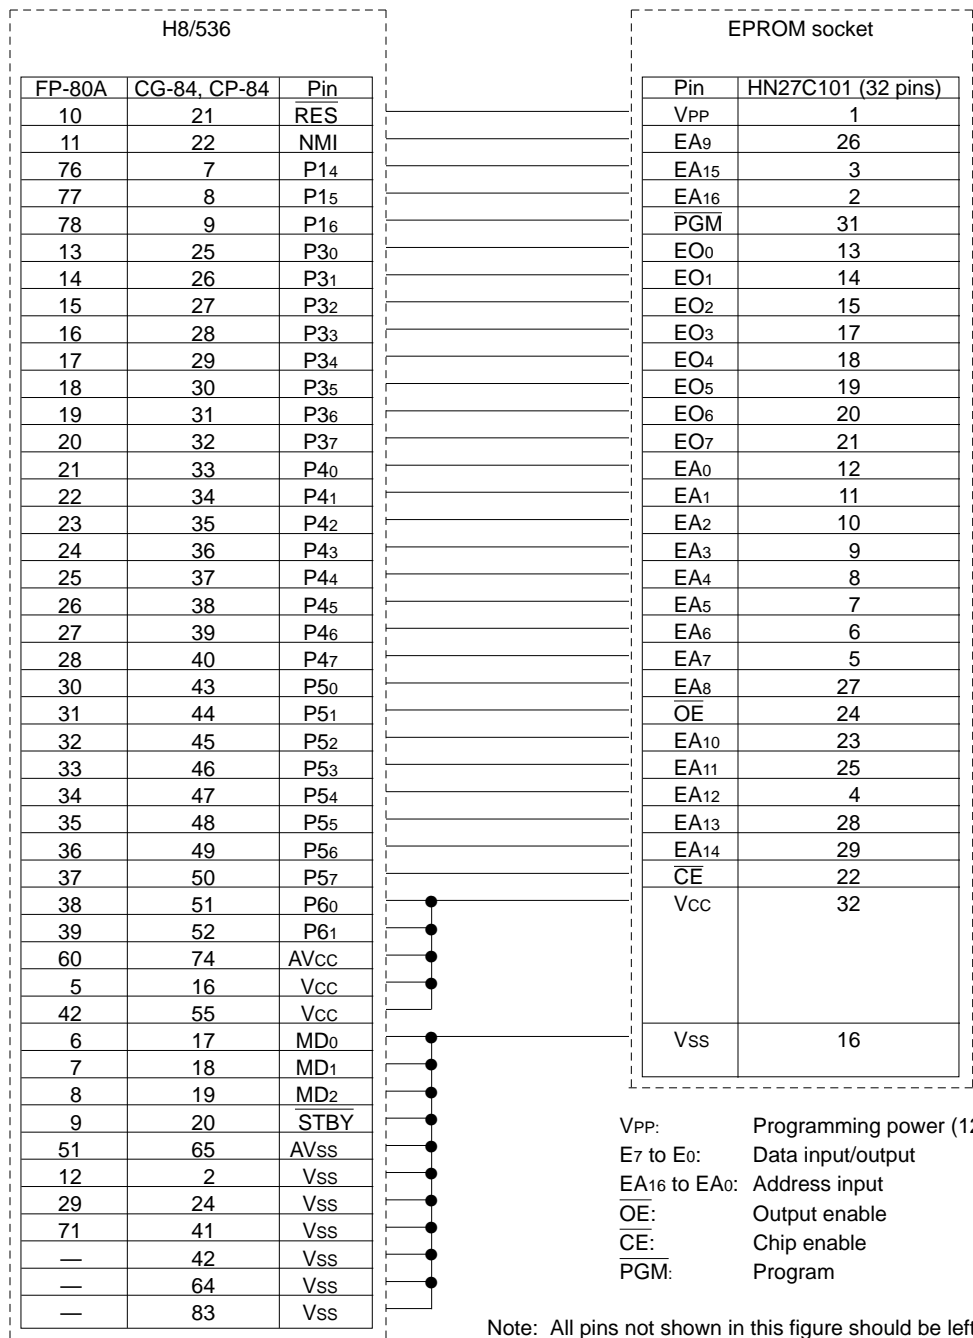 H8/536
FP-80A CG-84, CP-84 Pin
10 21 RES
11 22 NMI
76 7 P14
77 8 P15
78 9 P16
13 25 P30
14 26 P31
15 27 P32
16 28 P33
17 29 P34
18 30 P35
19 31 P36
20 32 P37
21 33 P40
22 34 P41
23 35 P42
24 36 P43
25 37 P44
26 38 P45
27 39 P46
28 40 P47
30 43 P50
31 44 P51
32 45 P52
33 46 P53
34 47 P54
35 48 P55
36 49 P56
37 50 P57
38 51 P60
39 52 P61
60 74 AVCC
5 16 VCC
42 55 VCC
6 17 MD0
7 18 MD1
8 19 MD2
9 20 STBY
51 65 AVSS
12 2 VSS
29 24 VSS
71 41 VSS
— 42 VSS
— 64 VSS
— 83 VSS
EPROM socket
Pin HN27C101 (32 pins)
VPP 1
EA9 26
EA15 3
EA16 2
PGM 31
EO0 13
EO1 14
EO2 15
EO3 17
EO4 18
EO5 19
EO6 20
EO7 21
EA0 12
EA1 11
EA2 10
EA3 9
EA4 8
EA5 7
EA6 6
EA7 5
EA8 27
OE 24
EA10 23
EA11 25
EA12 4
EA13 28
EA14 29
CE 22
VCC 32
VSS 16
VPP: Programming power (12
E7 to E0: Data input/output
EA16 to EA0: Address input
OE: Output enable
CE: Chip enable
PGM: Program
Note: All pins not shown in this figure should be left